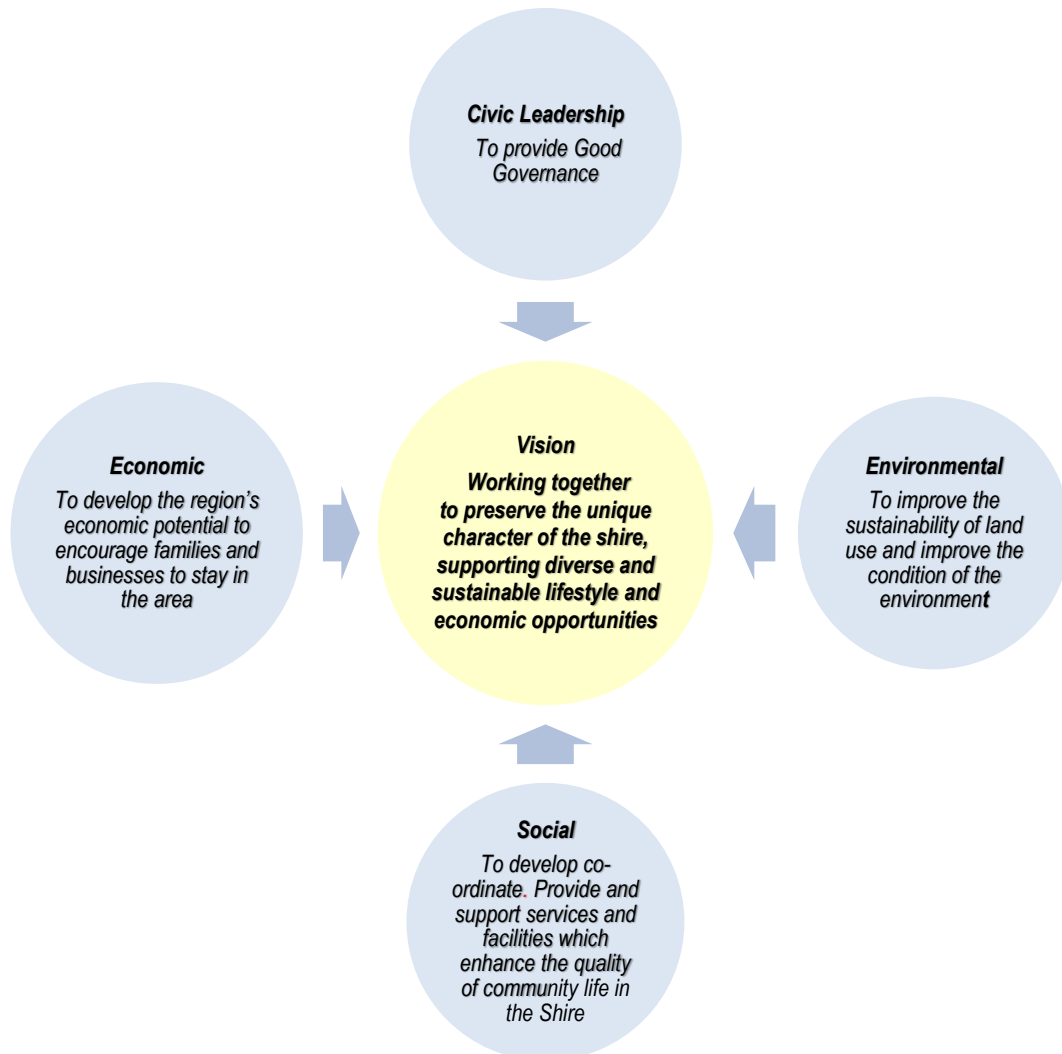 Civic Leadership
To provide Good
Governance
Economic
To develop the region's
economic potential to
encourage families and
businesses to stay in
the area
Vision
Working together
to preserve the unique
character of the shire,
supporting diverse and
sustainable lifestyle and
economic opportunities
Environmental
To improve the
sustainability of land
use and improve the
condition of the
environment
Social
To develop co-
ordinate. Provide and
support services and
facilities which
enhance the quality
of community life in
the Shire